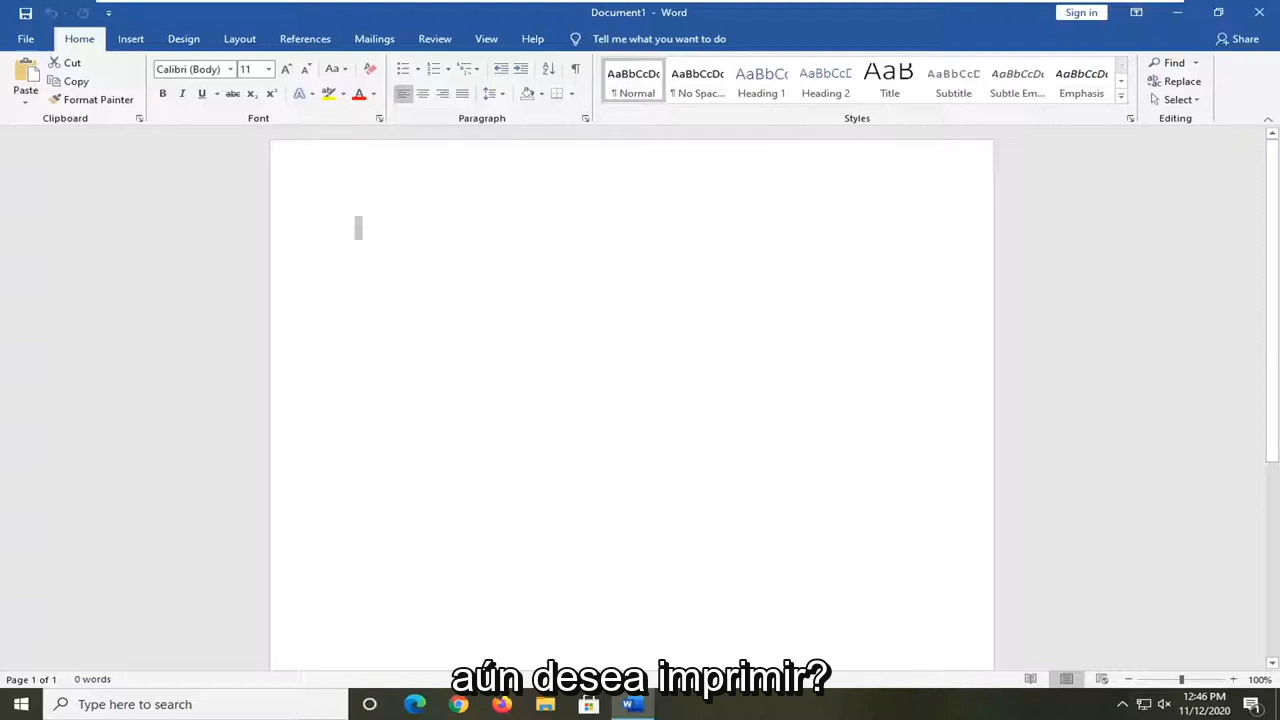 Document1 - Word
Sign in
File Home Insert Design Layout References Mailings Review View Help Tell me what you want to do Share
Paste
Cut
Copy
Format Painte
Clipboard
Calibri (Body) 11
Font
Paragraph
AaBbCcDc AaBbCcDc AaBbCc AaBbCcD AaB AaBbCcD AaBbCcDc AaBbCcDc
¶ Normal ¶ No Spac... Heading 1 Heading 2 Title Subtitle Subtle Em... Emphasis
Styles
Find
Replace
Select
Editing
aún desea imprimir?
Page 1 of 1 0 words
100%
Type here to search
12:46 PM
11/12/2020